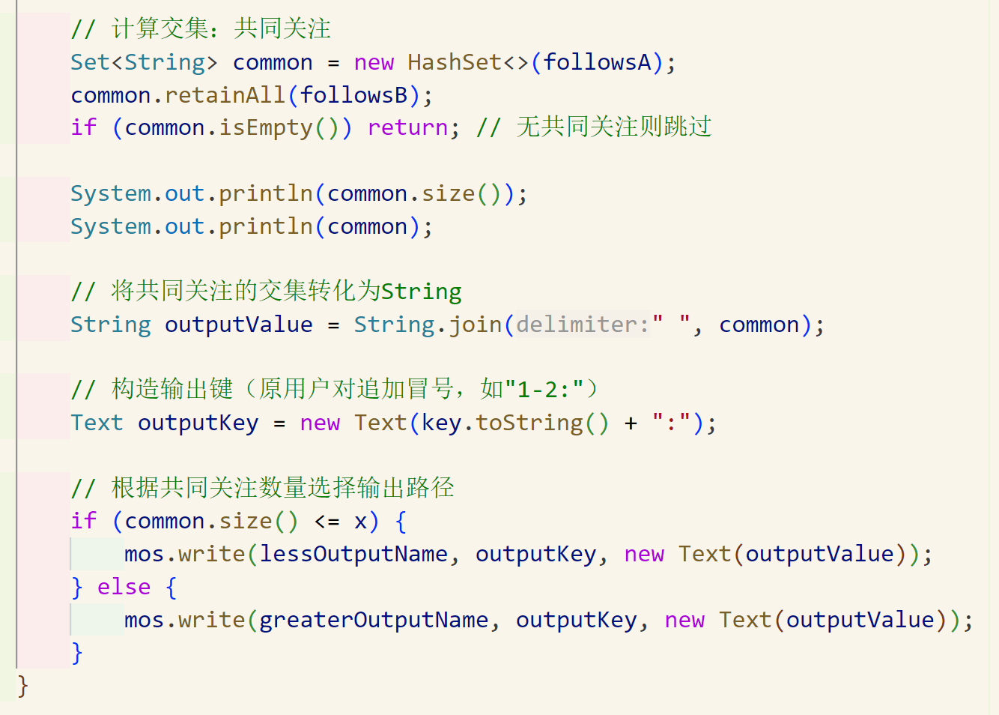 // 计算交集：共同关注
Set<String> common = new HashSet<>(followsA);
common.retainAll(followsB);
if (common.isEmpty()) return; // 无共同关注则跳过
System.out.println(common.size());
System.out.println(common);
// 将共同关注的交集转化为String
String outputValue = String.join(delimiter:" ", common);
// 构造输出键（原用户对追加冒号，如"1-2:"）
Text outputKey = new Text(key.toString() + ":");
// 根据共同关注数量选择输出路径
if (common.size() <= x) {
mos.write(lessOutputName, outputKey, new Text(outputValue));
} else {
mos.write(greaterOutputName, outputKey, new Text(outputValue));
}
}